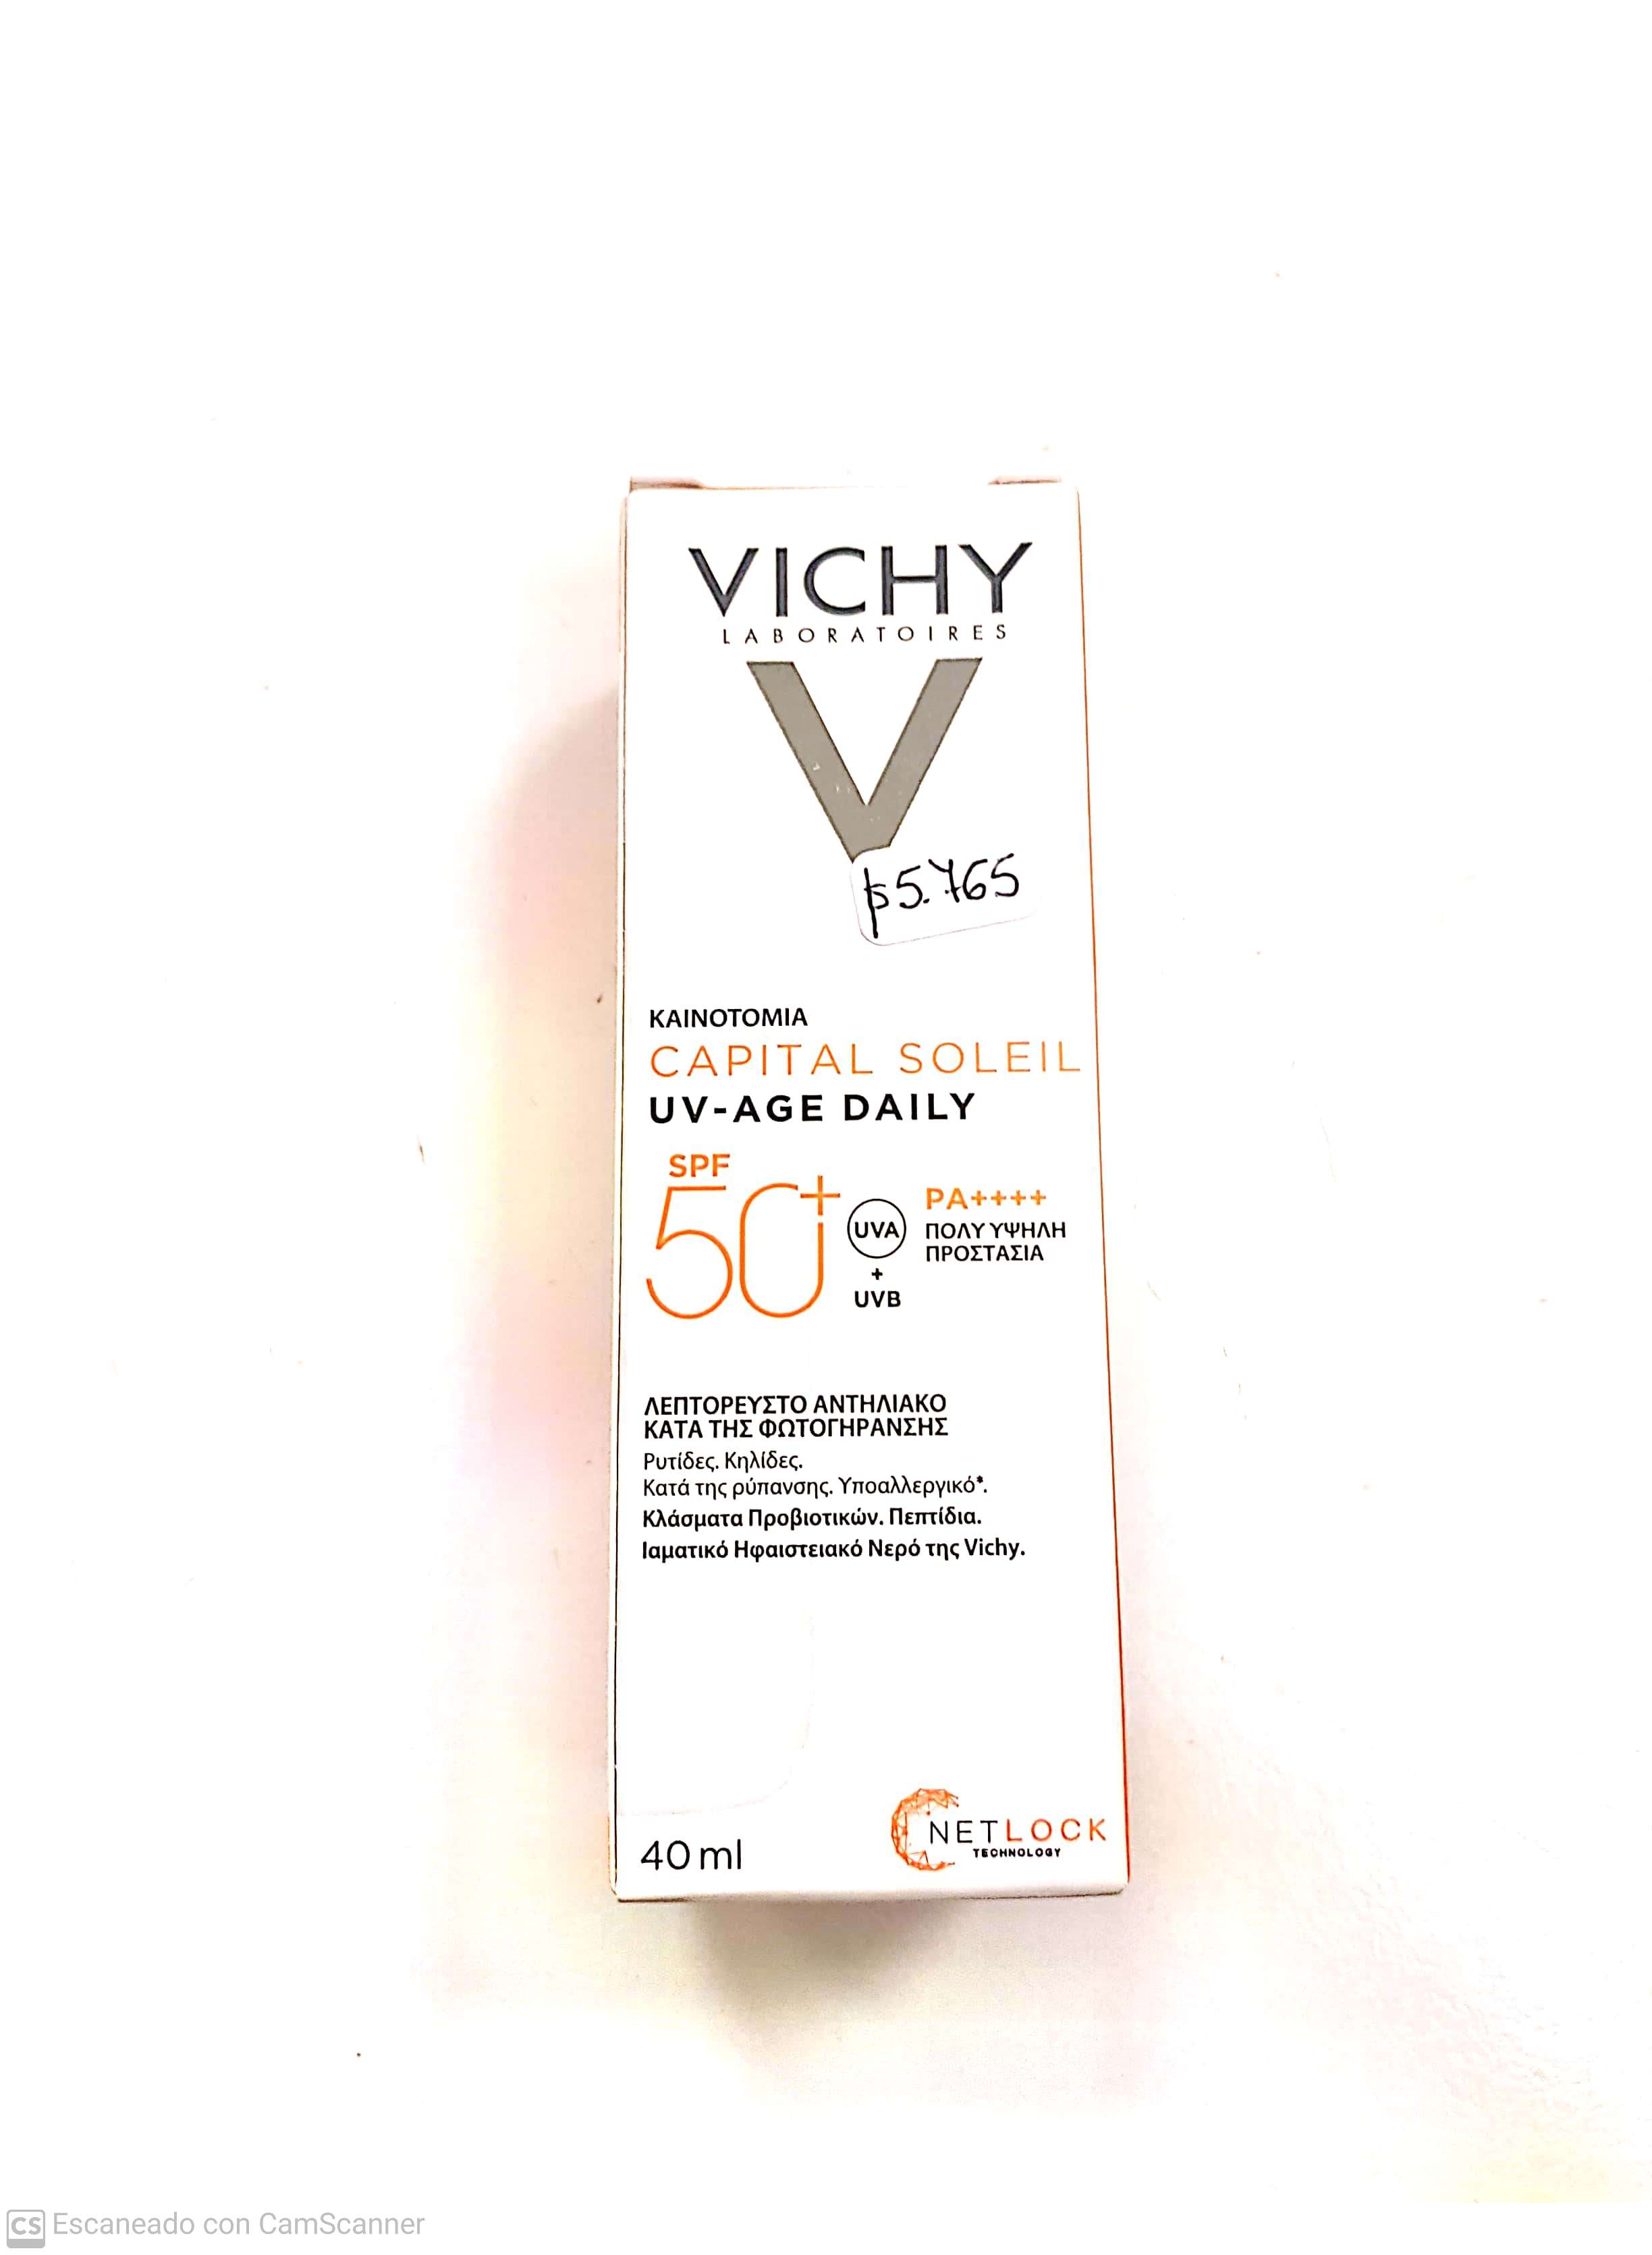 VICHY
LABORATOIRES
V
$5.765
ΚΑΙΝΟΤΟΜΙΑ
CAPITAL SOLEIL
UV-AGE DAILY
SPF
50+
UVA
+
UVB
PA++++
ΠΟΛΥ ΥΨΗΛΗ
ΠΡΟΣΤΑΣΙΑ
ΛΕΠΤΟΡΕΥΣΤΟ ΑΝΤΗΛΙΑΚΟ
ΚΑΤΑ ΤΗΣ ΦΩΤΟΓΗΡΑΝΣΗΣ
Ρυτίδες. Κηλίδες.
Κατά της ρύπανσης. Υποαλλεργικό*.
Κλάσματα Προβιοτικών. Πεπτίδια.
Ιαματικό Ηφαιστειακό Νερό της Vichy.
40 ml
NETLOCK
TECHNOLOGY
CS Escaneado con CamScanner